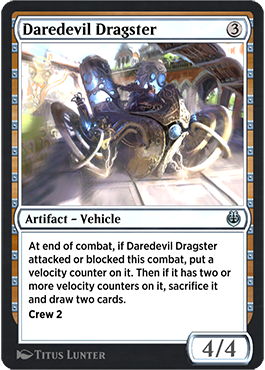 Daredevil Dragster 3
Artifact – Vehicle
At end of combat, if Daredevil Dragster
attacked or blocked this combat, put a
velocity counter on it. Then if it has two or
more velocity counters on it, sacrifice it
and draw two cards.
Crew 2
Titus Lunter
4/4